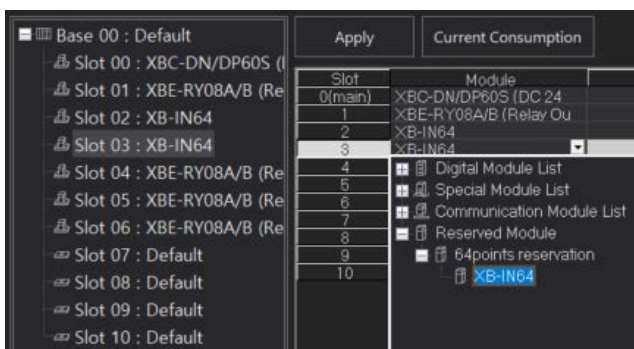 Base 00 : Default
Slot 00 : XBC-DN/DP60S (
Slot 01 : XBE-RY08A/B (Re
Slot 02 : XB-IN64
Slot 03 : XB-IN64
Slot 04 : XBE-RY08A/B (Re
Slot 05 : XBE-RY08A/B (Re
Slot 06 : XBE-RY08A/B (Re
Slot 07 : Default
Slot 08 : Default
Slot 09 : Default
Slot 10 : Default
Apply Current Consumption
Slot Module
0(main) XBC-DN/DP60S (DC 24
1 XBE-RY08A/B (Relay Ou
2 XB-IN64
3 XB-IN64
4
5
6
7
8
9
10
Digital Module List
Special Module List
Communication Module List
Reserved Module
64points reservation
XB-IN64